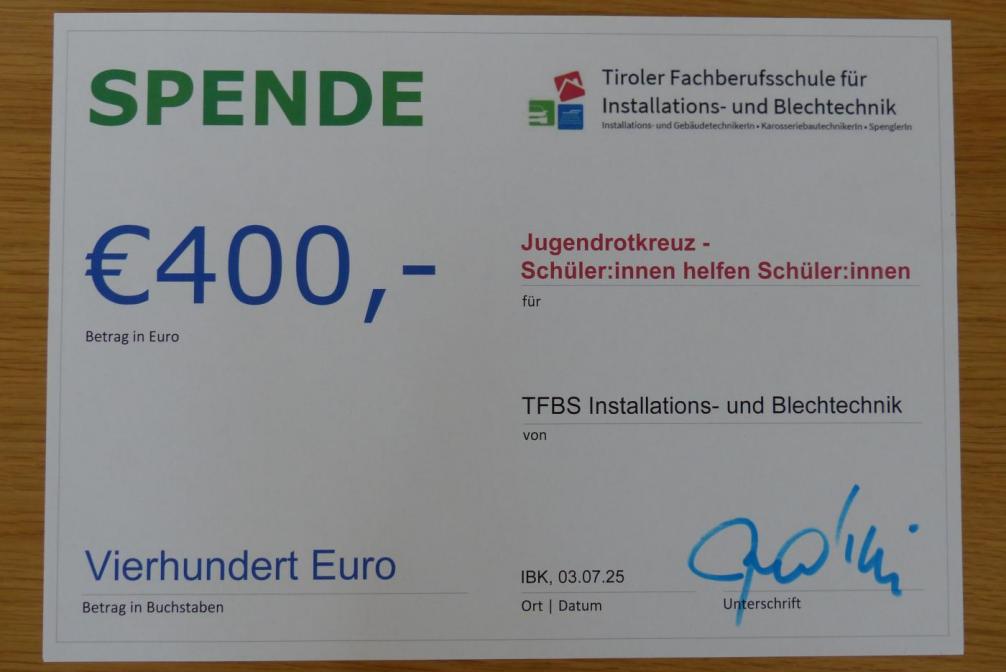 SPENDE
Tiroler Fachberufsschule für
Installations- und Blechtechnik
Installations- und GebäudetechnikerIn • KarosseriebautechnikerIn • SpenglerIn
€400,-
Betrag in Euro
Jugendrotkreuz -
Schüler:innen helfen Schüler:innen
für
TFBS Installations- und Blechtechnik
von
Vierhundert Euro
Betrag in Buchstaben
IBK, 03.07.25
Ort | Datum
Unterschrift